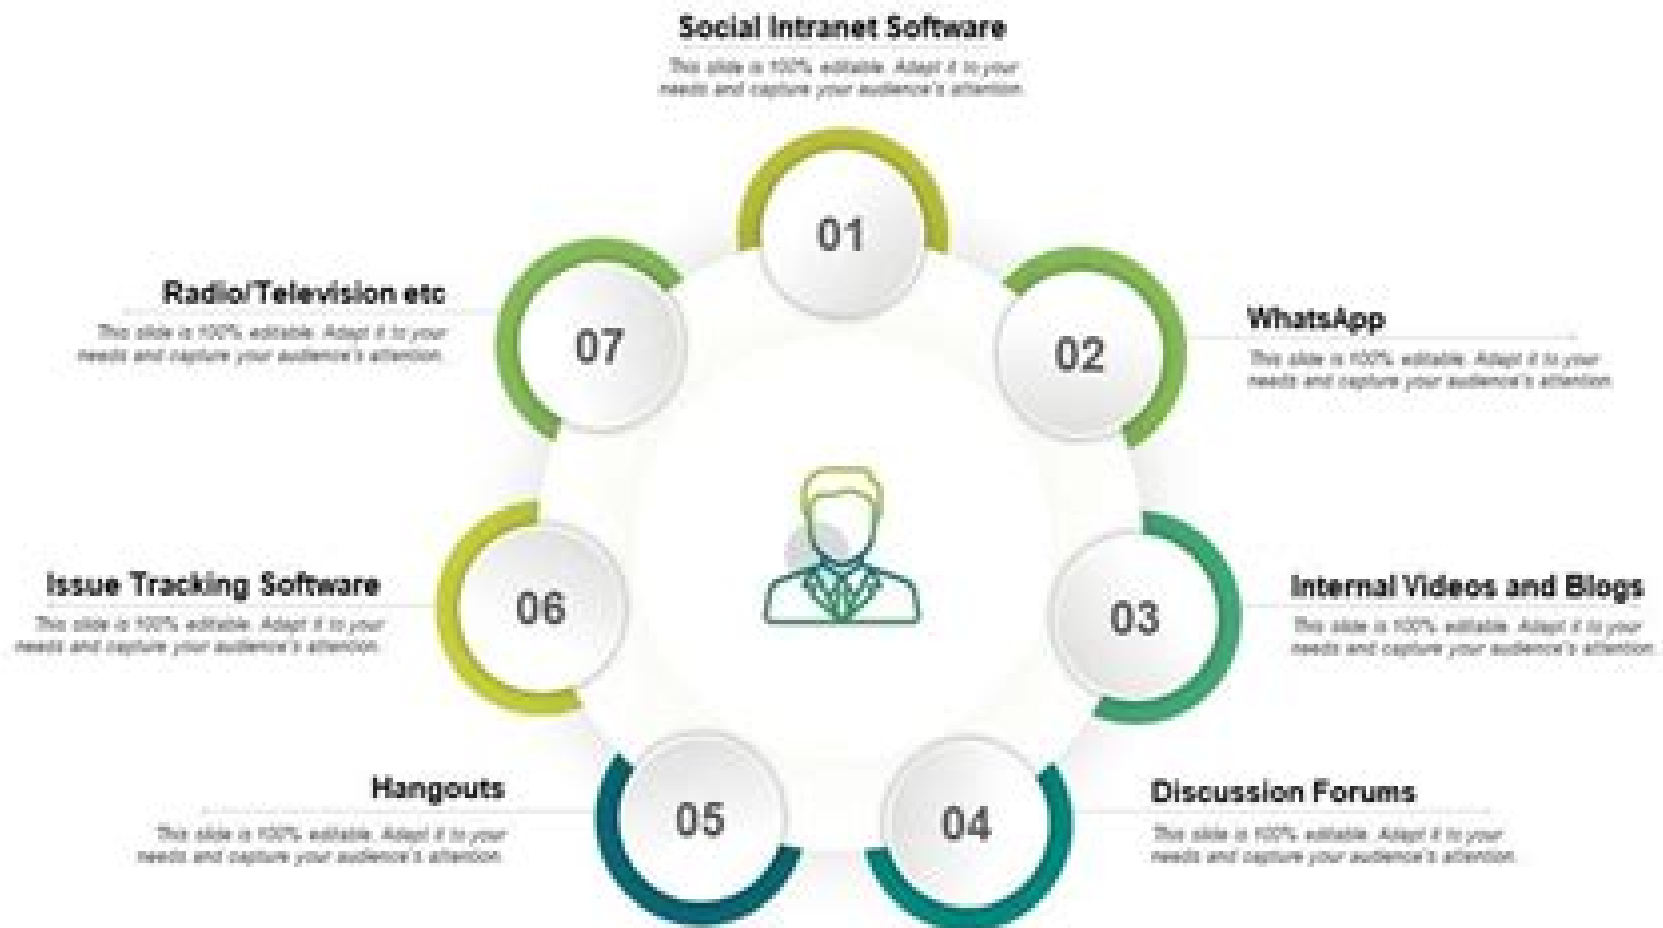 Social Intranet Software
This slide is 100% editable. Adapt it to your
needs and capture your audience's attention.
01
WhatsApp
This slide is 100% editable. Adapt it to your
needs and capture your audience's attention.
02
Internal Videos and Blogs
This slide is 100% editable. Adapt it to your
needs and capture your audience's attention.
03
Discussion Forums
This slide is 100% editable. Adapt it to your
needs and capture your audience's attention.
04
Hangouts
This slide is 100% editable. Adapt it to your
needs and capture your audience's attention.
05
Issue Tracking Software
This slide is 100% editable. Adapt it to your
needs and capture your audience's attention.
06
Radio/Television etc
This slide is 100% editable. Adapt it to your
needs and capture your audience's attention.
07